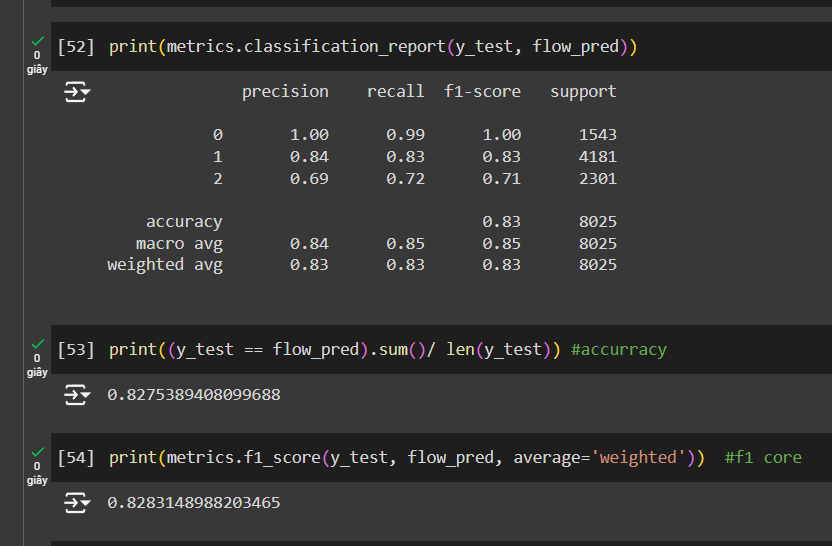 0
giây
[52] print(metrics.classification_report(y_test, flow_pred))
precision recall f1-score support
0 1.00 0.99 1.00 1543
1 0.84 0.83 0.83 4181
2 0.69 0.72 0.71 2301
accuracy 0.83 8025
macro avg 0.84 0.85 0.85 8025
weighted avg 0.83 0.83 0.83 8025
0
giây
[53] print((y_test == flow_pred).sum()/ len(y_test)) #accurracy
0.8275389408099688
0
giây
[54] print(metrics.f1_score(y_test, flow_pred, average='weighted')) #f1 core
0.8283148988203465